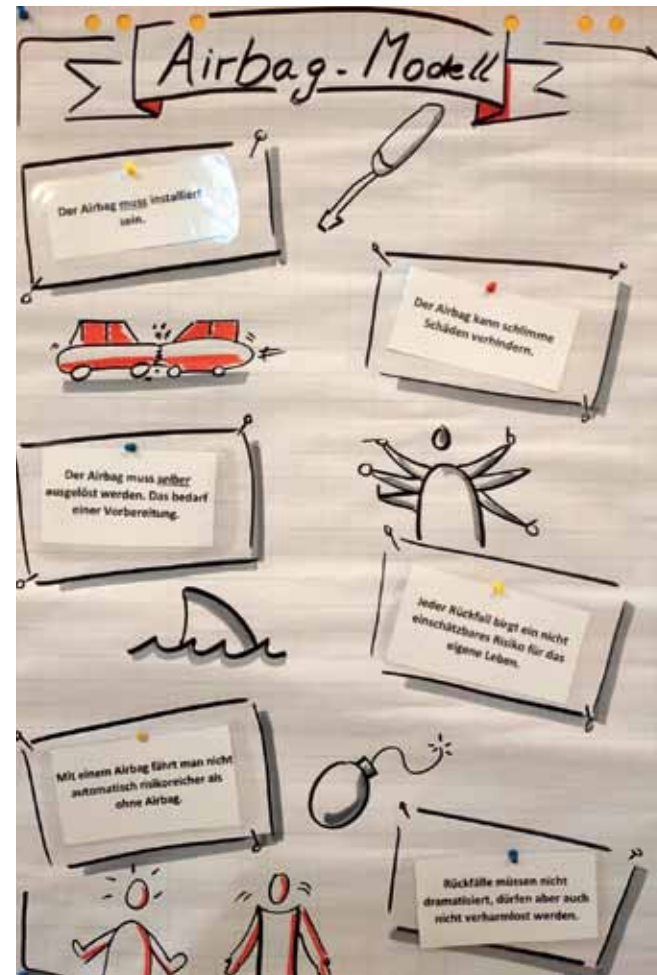 Airbag-Modell
Der Airbag muss installiert
sein.
Der Airbag kann schlimme
Schäden verhindern.
Der Airbag muss selber
ausgelöst werden. Das bedarf
einer Vorbereitung.
Jeder Rückfall birgt ein nicht
einschätzbares Risiko für das
eigene Leben.
Mit einem Airbag fährt man nicht
automatisch risikoreicher als
ohne Airbag.
Rückfälle müssen nicht
dramatisiert, dürfen aber auch
nicht verharmlost werden.